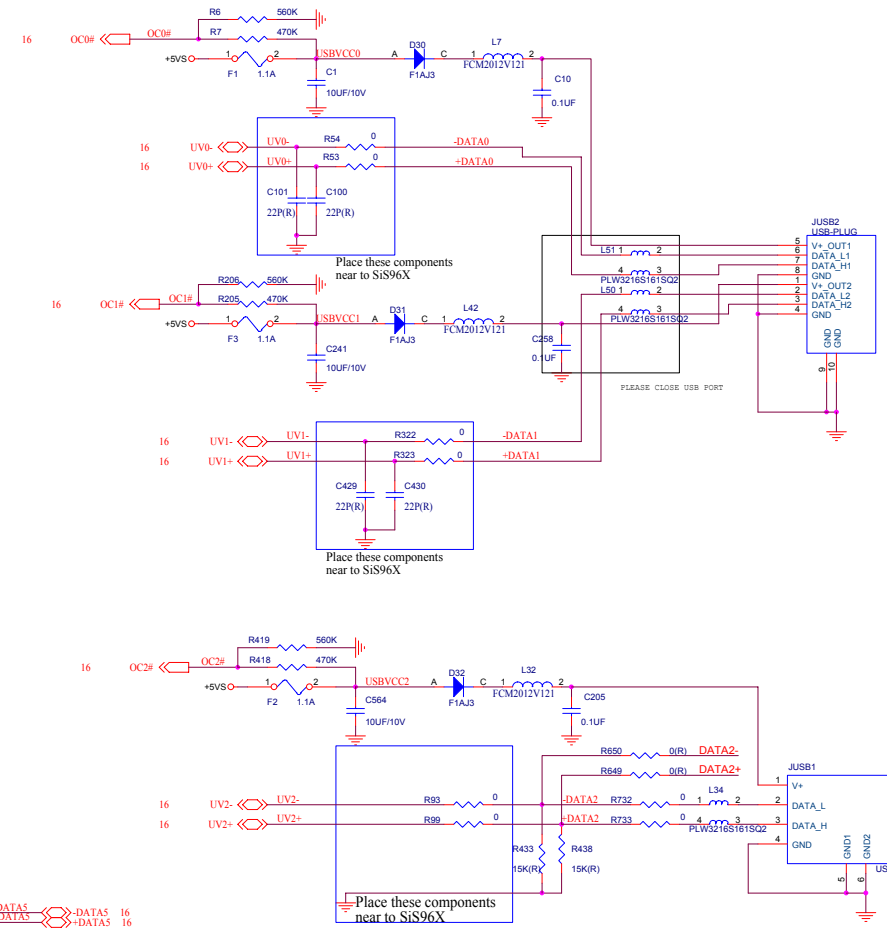 R6 560K
16 OC0# OC0# R7 470K
+5VS 1 2 USBVCC0 A D30 C 1 L7 2
F1 1.1A C1 F1AJ3 FCM2012V121 C10
10UF/10V 0.1UF
16 UV0- UV0- R54 0 -DATA0
16 UV0+ UV0+ R53 0 +DATA0
C101 C100
22P(R) 22P(R)
Place these components
near to SiS96X
JUSB2
USB-PLUG
L51 1 2
4 3
PLW3216S161SQ2
L50 1 2
4 3
PLW3216S161SQ2
5 V+_OUT1
6 DATA_L1
7 DATA_H1
8 GND
1 V+_OUT2
2 DATA_L2
3 DATA_H2
4 GND
GND GND
9 10
R206 560K
16 OC1# OC1# R205 470K
+5VS 1 2 USBVCC1 A D31 C 1 L42 2
F3 1.1A C241 F1AJ3 FCM2012V121 C258
10UF/10V 0.1UF
PLEASE CLOSE USB PORT
16 UV1- UV1- R322 0 -DATA1
16 UV1+ UV1+ R323 0 +DATA1
C429 C430
22P(R) 22P(R)
Place these components
near to SiS96X
R419 560K
16 OC2# OC2# R418 470K
+5VS 1 2 USBVCC2 A D32 C 1 L32 2
F2 1.1A C564 F1AJ3 FCM2012V121 C205
10UF/10V 0.1UF
R650 0(R) DATA2-
R649 0(R) DATA2+
JUSB1
1 V+
16 UV2- UV2- R93 0 -DATA2 R732 0 1 L34 2 2 DATA_L
16 UV2+ UV2+ R99 0 +DATA2 R733 0 4 3 3 DATA_H
PLW3216S161SQ2
4 GND
R433 R438
15K(R) 15K(R)
GND1 GND2
5 6
US
Place these components
near to SiS96X
DATA5 -DATA5 16
DATA5 +DATA5 16